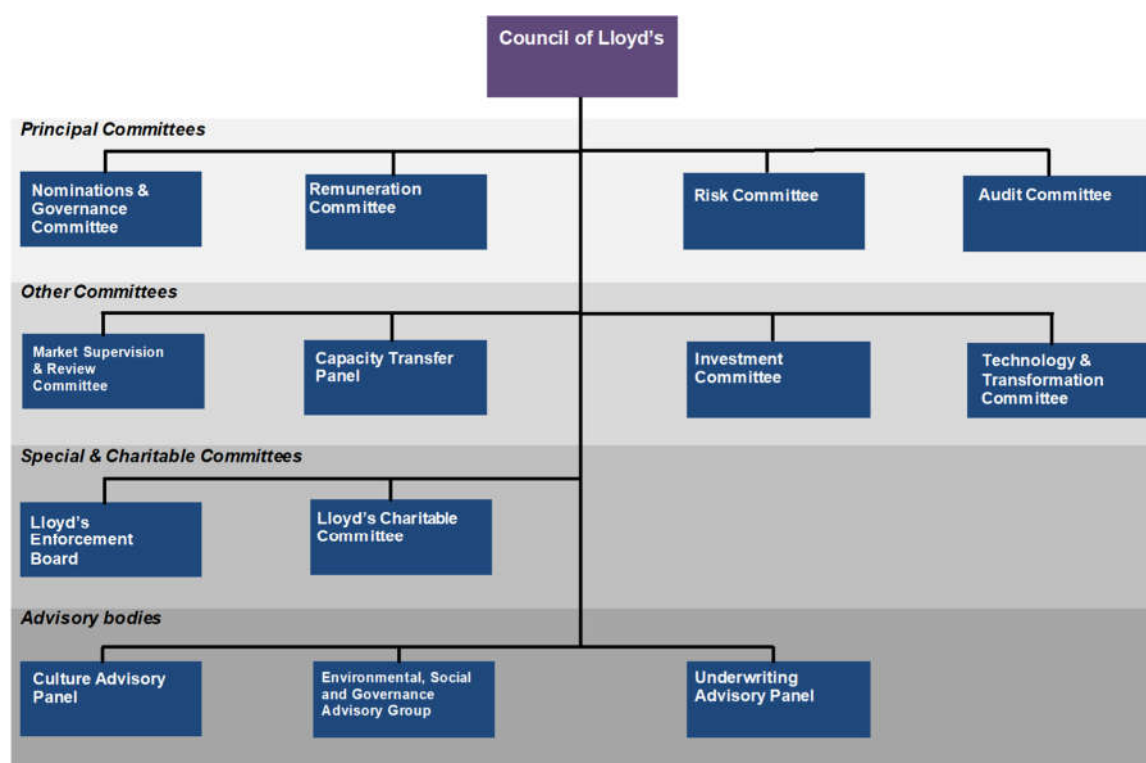 Council of Lloyd's
Principal Committees
Nominations &
Governance
Committee
Remuneration
Committee
Risk Committee
Audit Committee
Other Committees
Market Supervision
& Review
Committee
Capacity Transfer
Panel
Investment
Committee
Technology &
Transformation
Committee
Special & Charitable Committees
Lloyd's
Enforcement
Board
Lloyd's Charitable
Committee
Advisory bodies
Culture Advisory
Panel
Environmental, Social
and Governance
Advisory Group
Underwriting
Advisory Panel